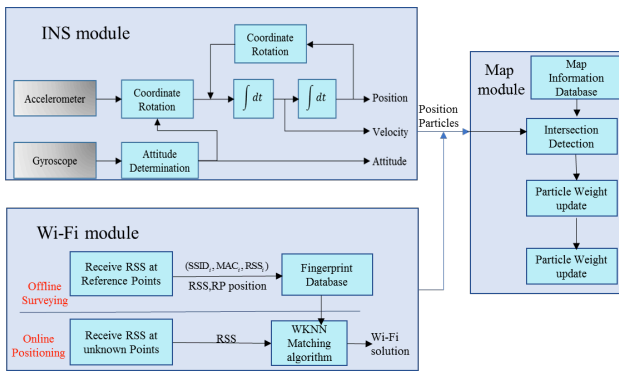 INS module
Coordinate
Rotation
Accelerometer
Coordinate
Rotation
∫ dt
∫ dt
Position
Velocity
Gyroscope
Attitude
Determination
Attitude
Position
Particles
Map
module
Map
Information
Database
Intersection
Detection
Particle Weight
update
Particle Weight
update
Wi-Fi module
Offline
Surveying
Receive RSS at
Reference Points
(SSIDᵢ, MACᵢ, RSSᵢ)
RSS,RP position
Fingerprint
Database
Online
Positioning
Receive RSS at
unknown Points
RSS
WKNN
Matching
algorithm
Wi-Fi
solution